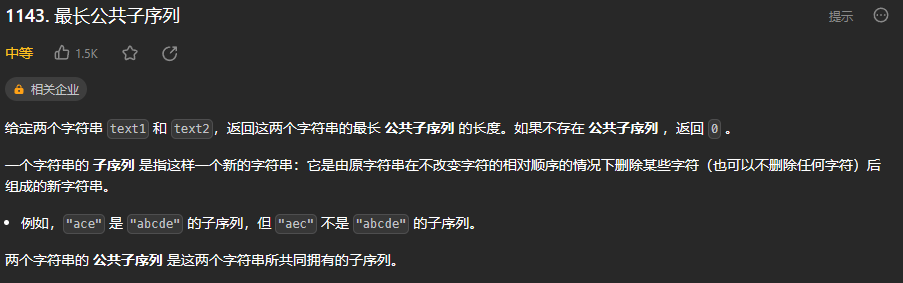 1143. 最长公共子序列
提示
中等 1.5K
相关企业
给定两个字符串 text1 和 text2，返回这两个字符串的最长 公共子序列 的长度。如果不存在 公共子序列 ，返回 0 。
一个字符串的 子序列 是指这样一个新的字符串：它是由原字符串在不改变字符的相对顺序的情况下删除某些字符（也可以不删除任何字符）后
组成的新字符串。
• 例如，"ace" 是 "abcde" 的子序列，但 "aec" 不是 "abcde" 的子序列。
两个字符串的 公共子序列 是这两个字符串所共同拥有的子序列。